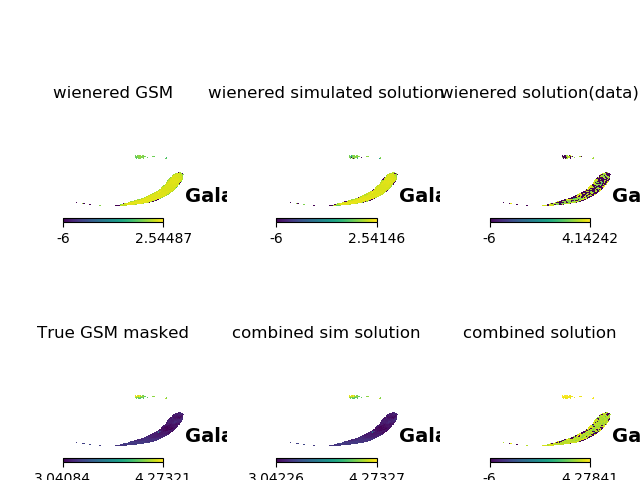 wienered GSM
wienered simulated solution
wienered solution(data)
Gala
Gala
Ga
-6 2.54487
-6 2.54146
-6 4.14242
True GSM masked
combined sim solution
combined solution
Gala
Gala
Ga
3.04084 4.27321
3.04226 4.27327
-6 4.27841